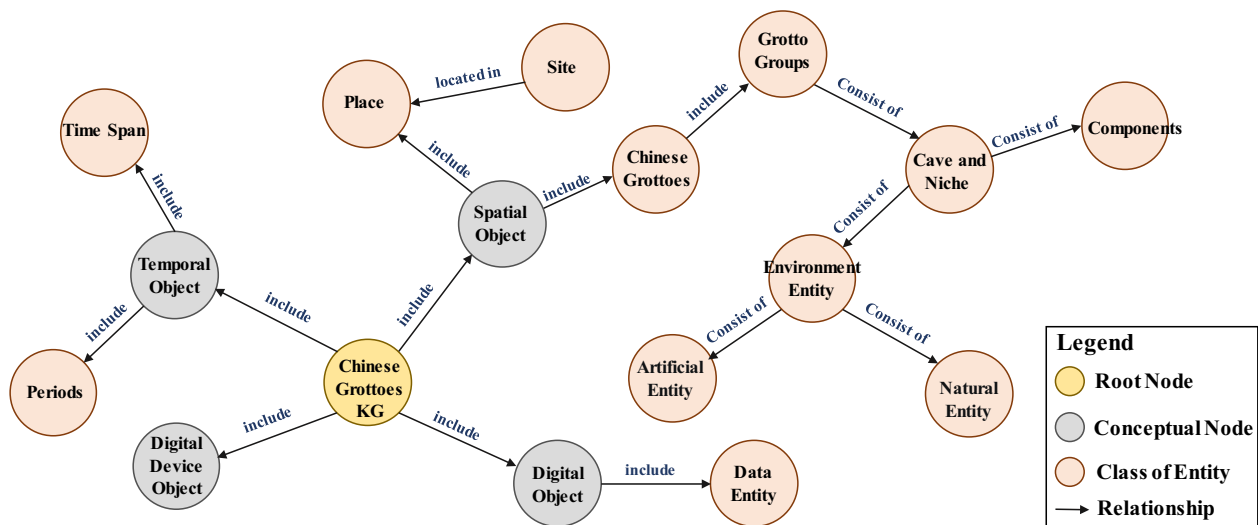 Grotto
Groups
Site
located in
Place
Consist of
include
Time Span
Components
Consist of
Chinese
Grottoes
Cave and
Niche
include
include
include
Spatial
Object
Consist of
Temporal
Object
Environment
Entity
include
include
include
Consist of
Consist of
Periods
Chinese
Grottoes
KG
Artificial
Entity
Natural
Entity
include
include
Digital
Device
Object
Digital
Object
include
Data
Entity
Legend
Root Node
Conceptual Node
Class of Entity
Relationship